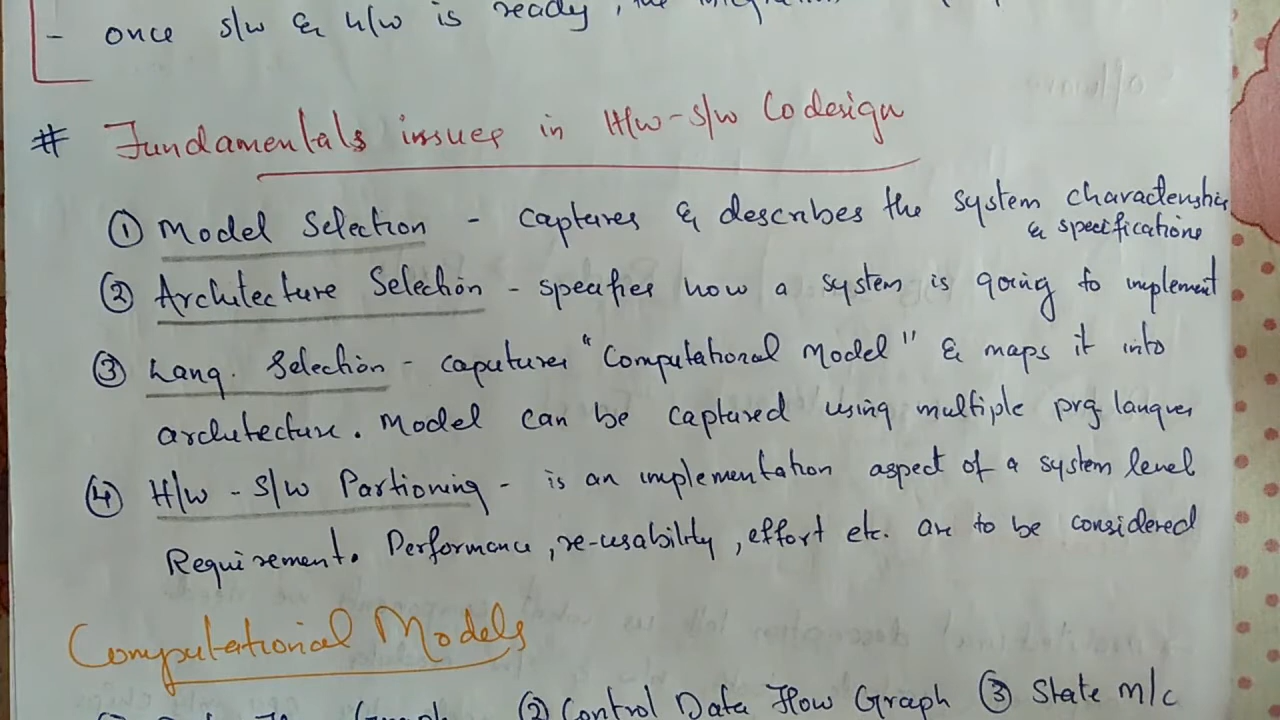 - once s/w & H/w is ready, the
# Fundamentals issues in H/w - S/w Codesign
① Model Selection - captures & describes the system characteristics
& specifications
② Architecture Selection - specifies how a system is going to implement
③ Lang. Selection - caputures "Computational Model" & maps it into
architecture. Model can be captured using multiple prg langues
④ H/w - S/w Partioning - is an implementation aspect of a system level
Requirement. Performance, re-usability, effort etc. are to be considered
Computational Models
② Control Data Flow Graph ③ State m/c